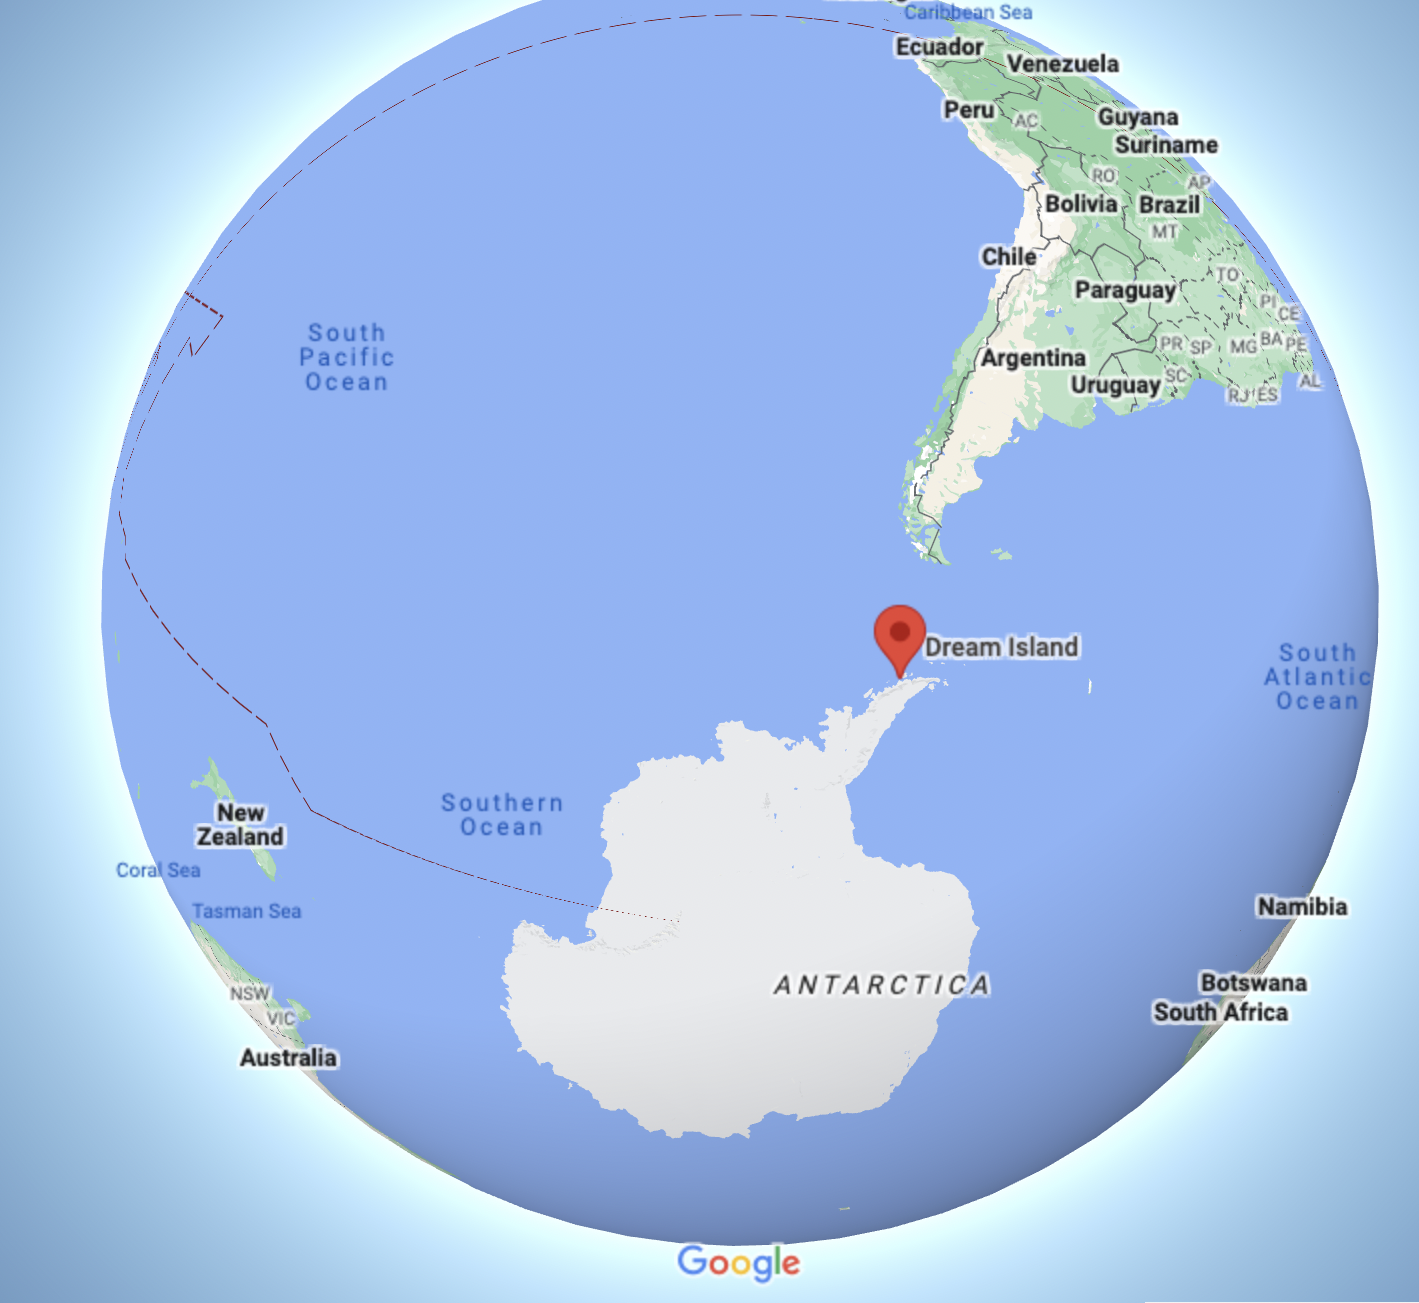 Caribbean Sea
Ecuador
Venezuela
Peru
AC
Guyana
Suriname
RO
AP
Bolivia
Brazil
MT
Chile
TO
Paraguay
PI
CE
South
Pacific
Ocean
PR
SP
MG
BA
PE
Argentina
Uruguay
SC
AL
RJ
ES
Dream Island
South
Atlantic
Ocean
Southern
Ocean
New
Zealand
Coral Sea
Tasman Sea
Namibia
ANTARCTICA
Botswana
South Africa
NSW
VIC
Australia
Google